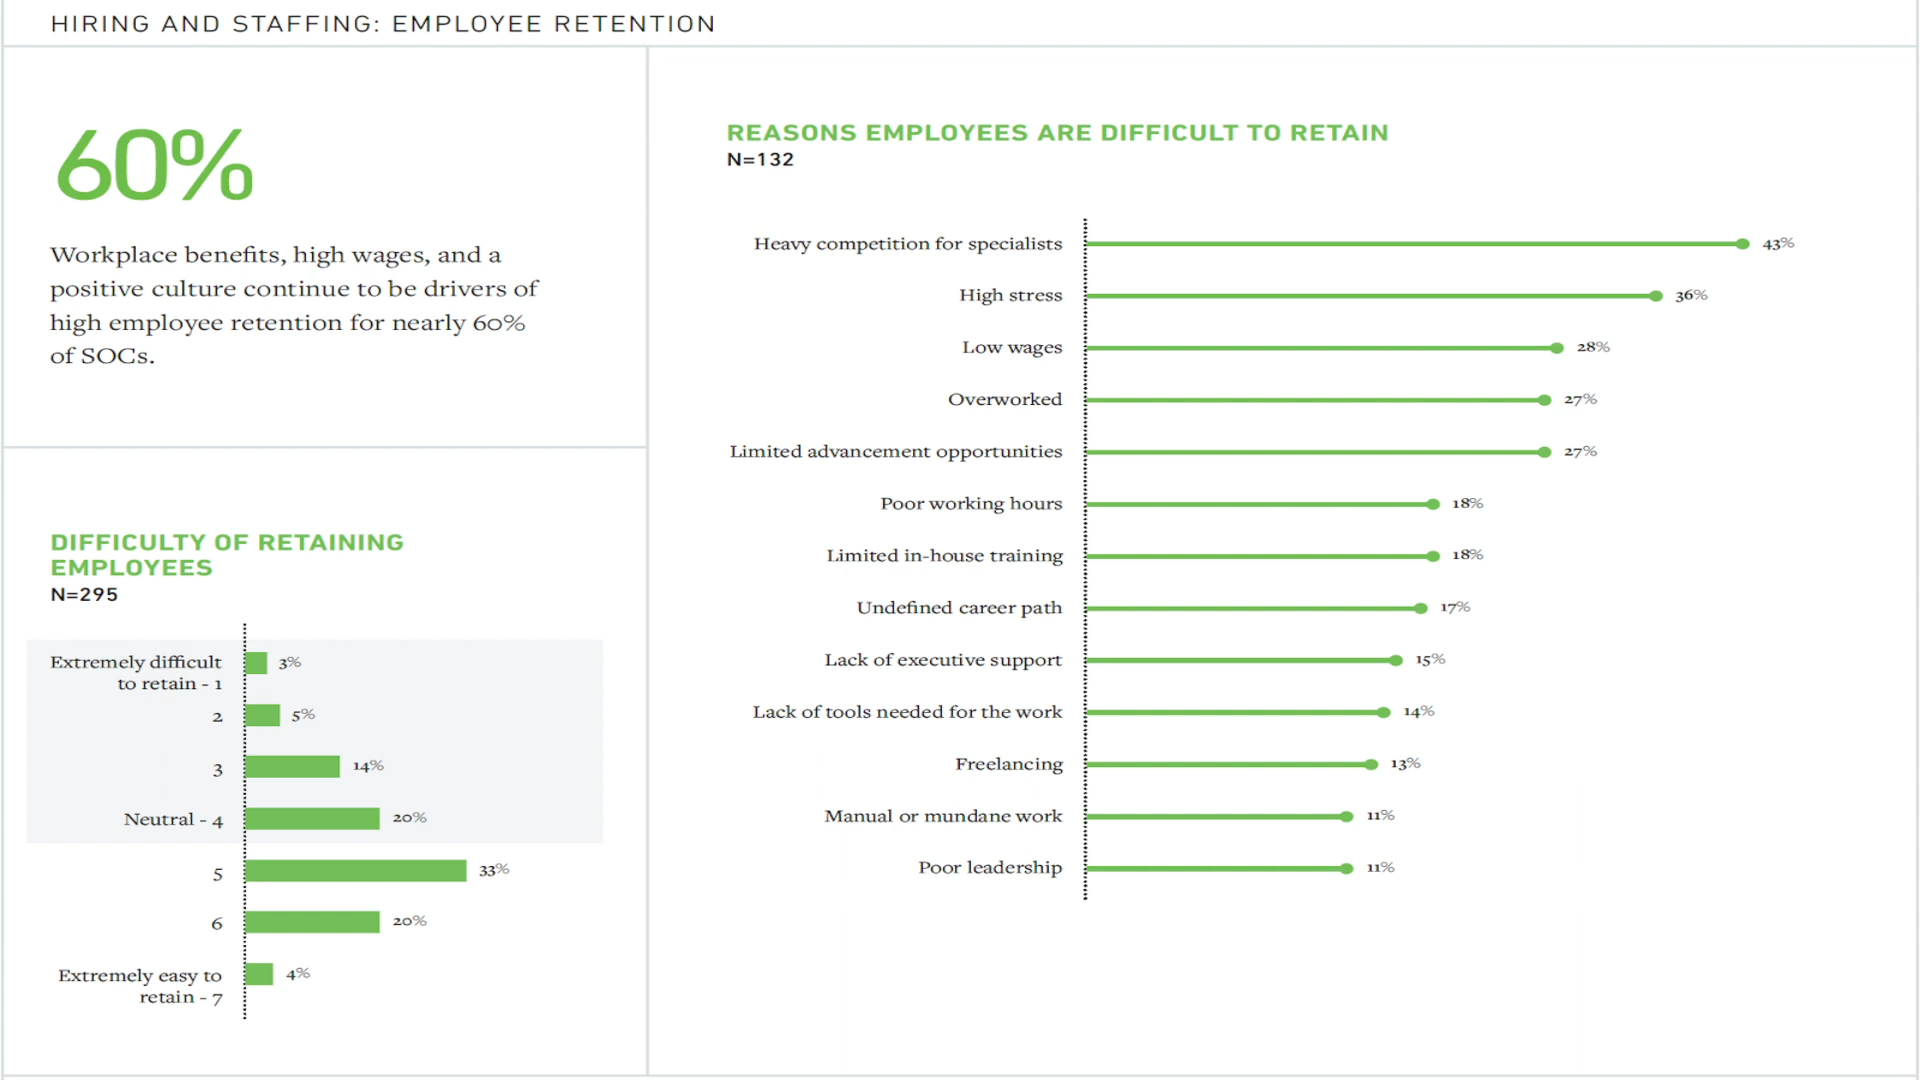 HIRING AND STAFFING: EMPLOYEE RETENTION
60%
Workplace benefits, high wages, and a
positive culture continue to be drivers of
high employee retention for nearly 60%
of SOCs.
DIFFICULTY OF RETAINING
EMPLOYEES
N=295
Extremely difficult
to retain - 1
3%
2
5%
3
14%
Neutral - 4
20%
5
33%
6
20%
Extremely easy to
retain - 7
4%
REASONS EMPLOYEES ARE DIFFICULT TO RETAIN
N=132
Heavy competition for specialists 43%
High stress 36%
Low wages 28%
Overworked 27%
Limited advancement opportunities 27%
Poor working hours 18%
Limited in-house training 18%
Undefined career path 17%
Lack of executive support 15%
Lack of tools needed for the work 14%
Freelancing 13%
Manual or mundane work 11%
Poor leadership 11%